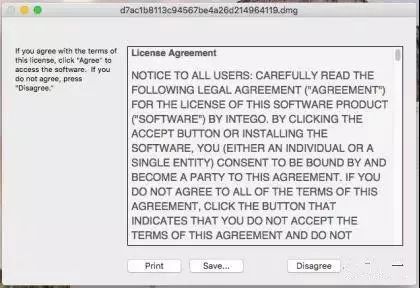 d7ac1b8113c94567be4a26d214964119.dmg
If you agree with the terms of
this license, click "Agree" to
access the software. If you
do not agree, press
"Disagree."
License Agreement
NOTICE TO ALL USERS: CAREFULLY READ THE
FOLLOWING LEGAL AGREEMENT ("AGREEMENT")
FOR THE LICENSE OF THIS SOFTWARE PRODUCT
("SOFTWARE") BY INTEGO. BY CLICKING THE
ACCEPT BUTTON OR INSTALLING THE
SOFTWARE, YOU (EITHER AN INDIVIDUAL OR A
SINGLE ENTITY) CONSENT TO BE BOUND BY AND
BECOME A PARTY TO THIS AGREEMENT. IF YOU
DO NOT AGREE TO ALL OF THE TERMS OF THIS
AGREEMENT, CLICK THE BUTTON THAT
INDICATES THAT YOU DO NOT ACCEPT THE
TERMS OF THIS AGREEMENT AND DO NOT
Print
Save...
Disagree